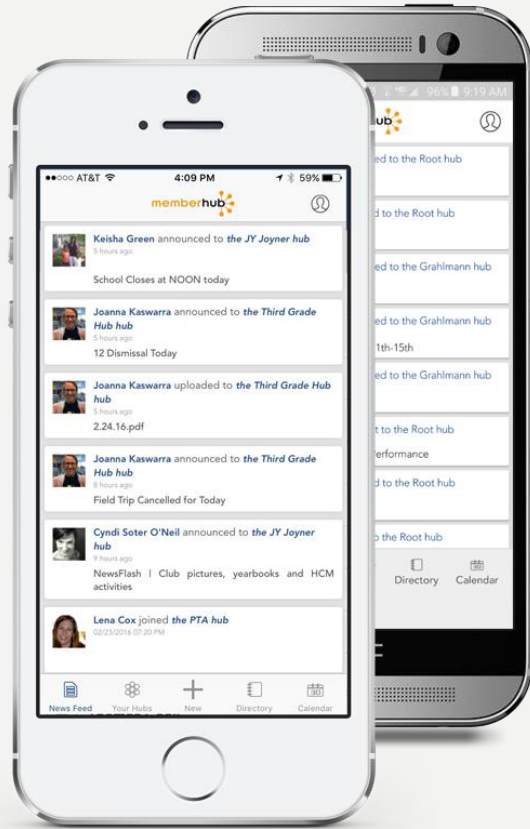 ●●○○○ AT&T 4:09 PM 59%
memberhub
Keisha Green announced to the JY Joyner hub
5 hours ago
School Closes at NOON today
Joanna Kaswarra announced to the Third Grade
Hub hub
5 hours ago
12 Dismissal Today
Joanna Kaswarra uploaded to the Third Grade Hub
hub
5 hours ago
2.24.16.pdf
Joanna Kaswarra announced to the Third Grade
Hub hub
8 hours ago
Field Trip Cancelled for Today
Cyndi Soter O'Neil announced to the JY Joyner
hub
9 hours ago
NewsFlash | Club pictures, yearbooks and HCM
activities
Lena Cox joined the PTA hub
02/23/2016 07:20 PM
News Feed Your Hubs New Directory Calendar
96% 9:19 AM
ub
ed to the Root hub
d to the Root hub
ed to the Grahlmann hub
ed to the Grahlmann hub
1th-15th
ed to the Grahlmann hub
t to the Root hub
erformance
d to the Root hub
the Root hub
Directory Calendar